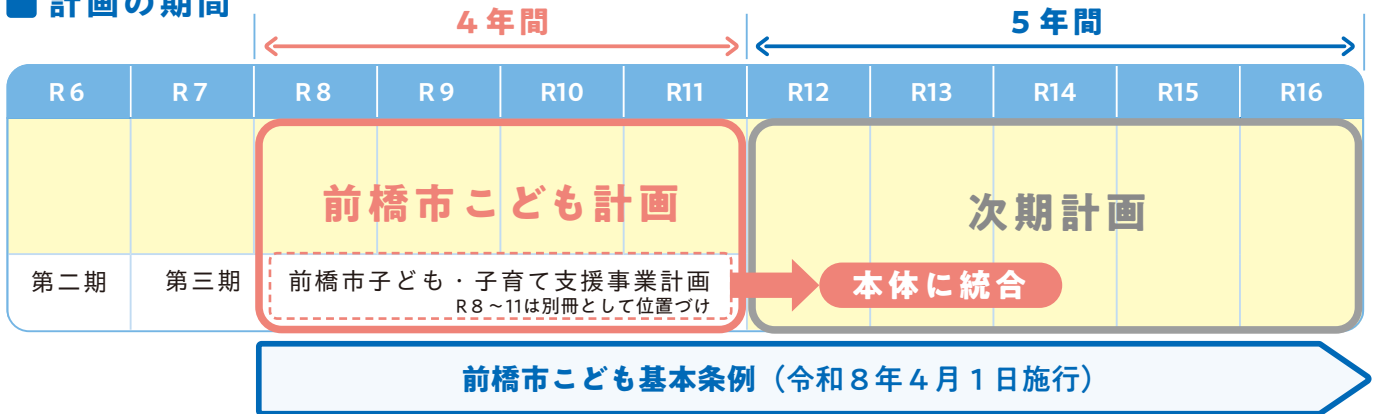 ■計画の期間
4年間 5年間
R6 R7 R8 R9 R10 R11 R12 R13 R14 R15 R16
前橋市こども計画 次期計画
第二期 第三期 前橋市子ども・子育て支援事業計画 本体に統合
R8~11は別冊として位置づけ
前橋市こども基本条例（令和8年4月1日施行）